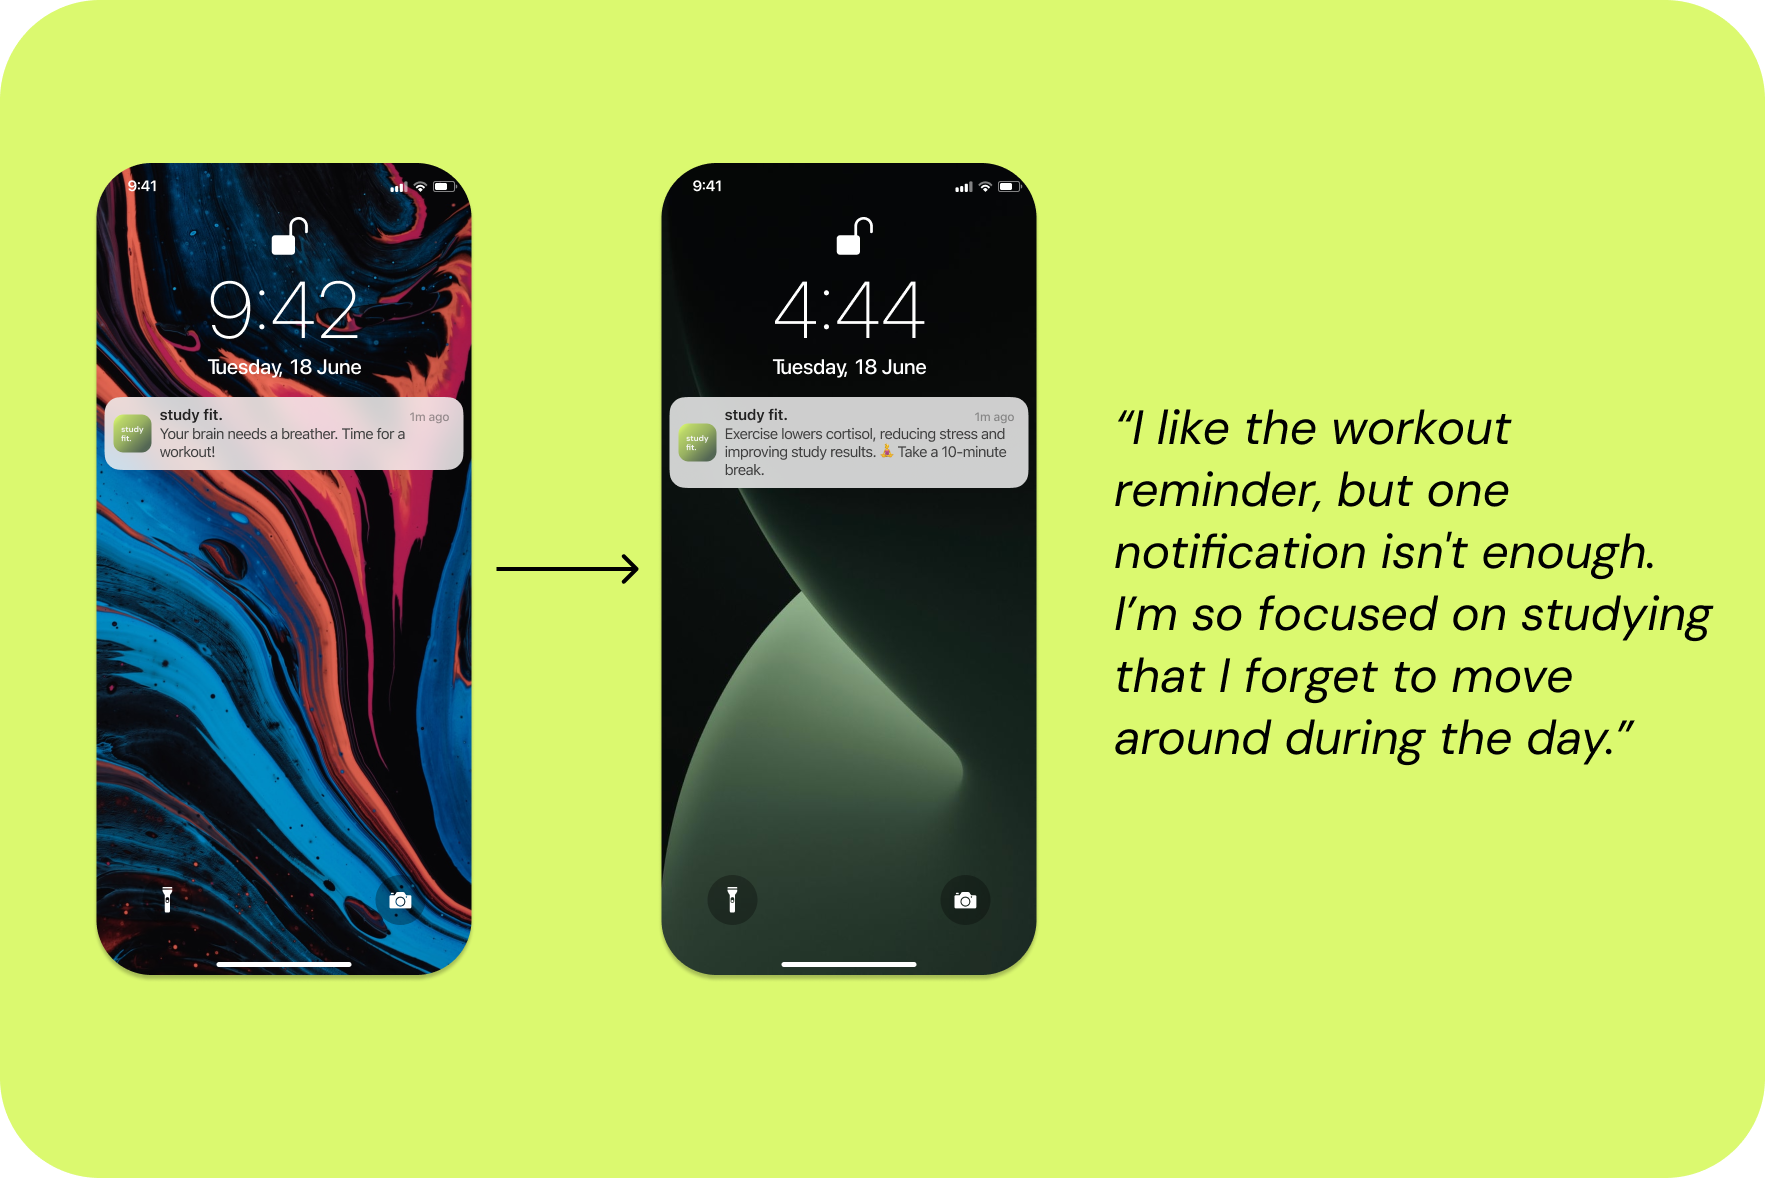 9:41
9:42
Tuesday, 18 June
study fit.
1m ago
study
fit.
Your brain needs a breather. Time for a
workout!
9:41
4:44
Tuesday, 18 June
study fit.
1m ago
study
fit.
Exercise lowers cortisol, reducing stress and
improving study results. 🧘 Take a 10-minute
break.
“I like the workout
reminder, but one
notification isn't enough.
I’m so focused on studying
that I forget to move
around during the day.”